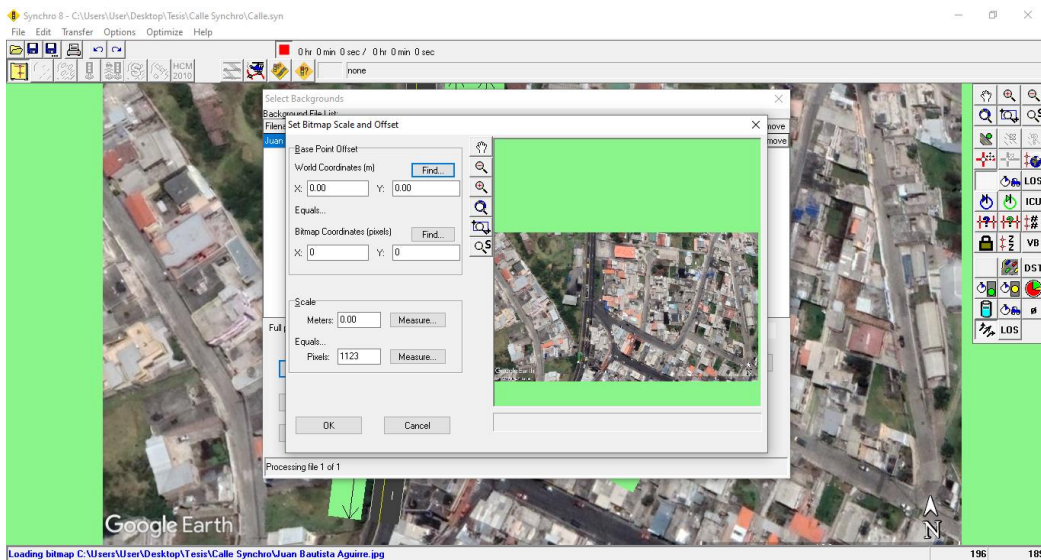 Synchro 8 - C:\Users\User\Desktop\Tesis\Calle Synchro\Calle.syn
File Edit Transfer Options Optimize Help
0 hr 0 min 0 sec / 0 hr 0 min 0 sec
HCM
2010
none
Select Backgrounds
Background File List:
Set Bitmap Scale and Offset
Juan
Base Point Offset
World Coordinates (m)
Find...
X: 0.00 Y: 0.00
Equals...
Bitmap Coordinates (pixels)
Find...
X: 0 Y: 0
Scale
Meters: 0.00 Measure...
Equals...
Pixels: 1123 Measure...
OK Cancel
Google Earth
Processing file 1 of 1
LOS
ICU
VB
DST
LOS
Google Earth
N
Loading bitmap C:\Users\User\Desktop\Tesis\Calle Synchro\Juan Bautista Aguirre.jpg
196